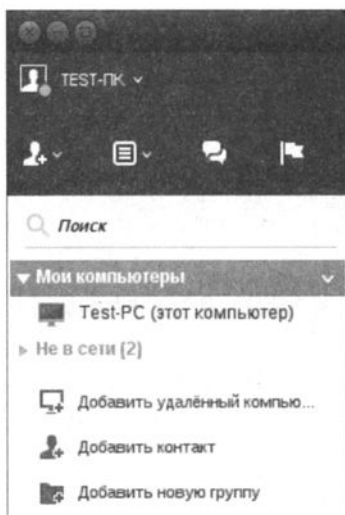 TEST-ПК
Поиск
Мои компьютеры
Test-PC (этот компьютер)
Не в сети (2)
Добавить удалённый компью...
Добавить контакт
Добавить новую группу